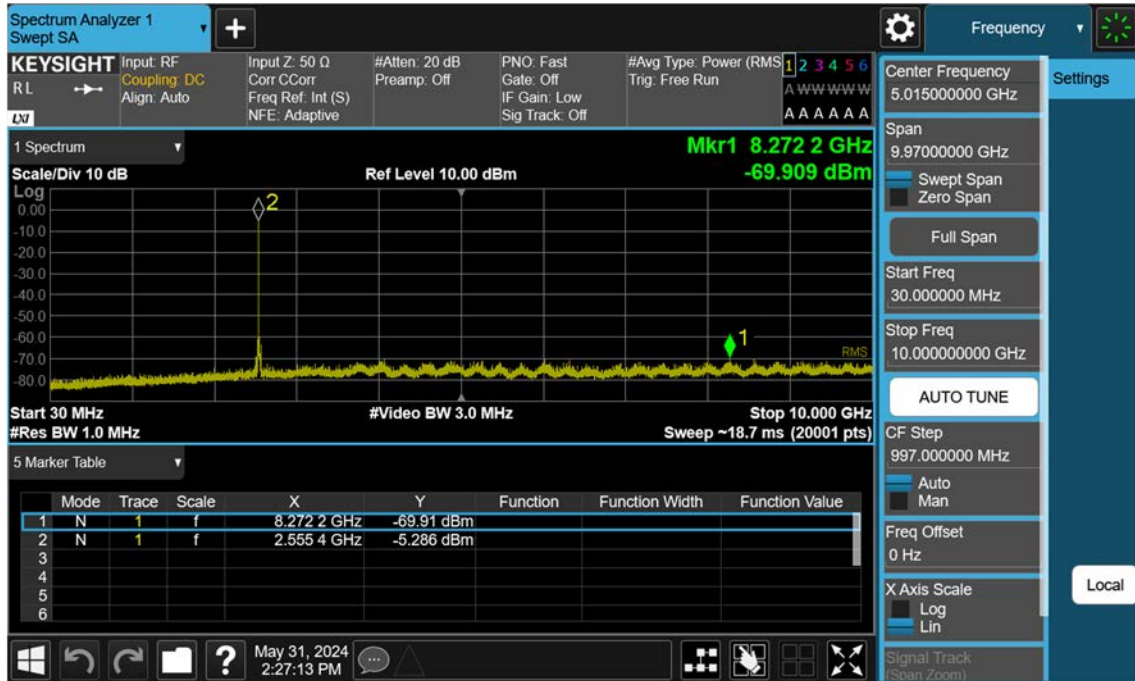 Spectrum Analyzer 1
Swept SA
+
Frequency
KEYSIGHT
RL
LXI
Input: RF
Coupling: DC
Align: Auto
Input Z: 50 Ω
Corr CCorr
Freq Ref: Int (S)
NFE: Adaptive
#Atten: 20 dB
Preamp: Off
PNO: Fast
Gate: Off
IF Gain: Low
Sig Track: Off
#Avg Type: Power (RMS
Trig: Free Run
1 2 3 4 5 6
A W W W W W
A A A A A A
1 Spectrum
Scale/Div 10 dB
Ref Level 10.00 dBm
Mkr1 8.272 2 GHz
-69.909 dBm
Log
0.00
-10.0
-20.0
-30.0
-40.0
-50.0
-60.0
-70.0
-80.0
2
1
RMS
Start 30 MHz
#Video BW 3.0 MHz
Stop 10.000 GHz
#Res BW 1.0 MHz
Sweep ~18.7 ms (20001 pts)
5 Marker Table
Mode Trace Scale X Y Function Function Width Function Value
1 N 1 f 8.272 2 GHz -69.91 dBm
2 N 1 f 2.555 4 GHz -5.286 dBm
3
4
5
6
?
May 31, 2024
2:27:13 PM
Center Frequency
5.015000000 GHz
Settings
Span
9.97000000 GHz
Swept Span
Zero Span
Full Span
Start Freq
30.000000 MHz
Stop Freq
10.000000000 GHz
AUTO TUNE
CF Step
997.000000 MHz
Auto
Man
Freq Offset
0 Hz
X Axis Scale
Log
Lin
Local
Signal Track
(Span Zoom)